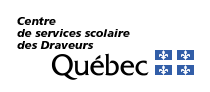 Centre
de services scolaire
des Draveurs
Québec